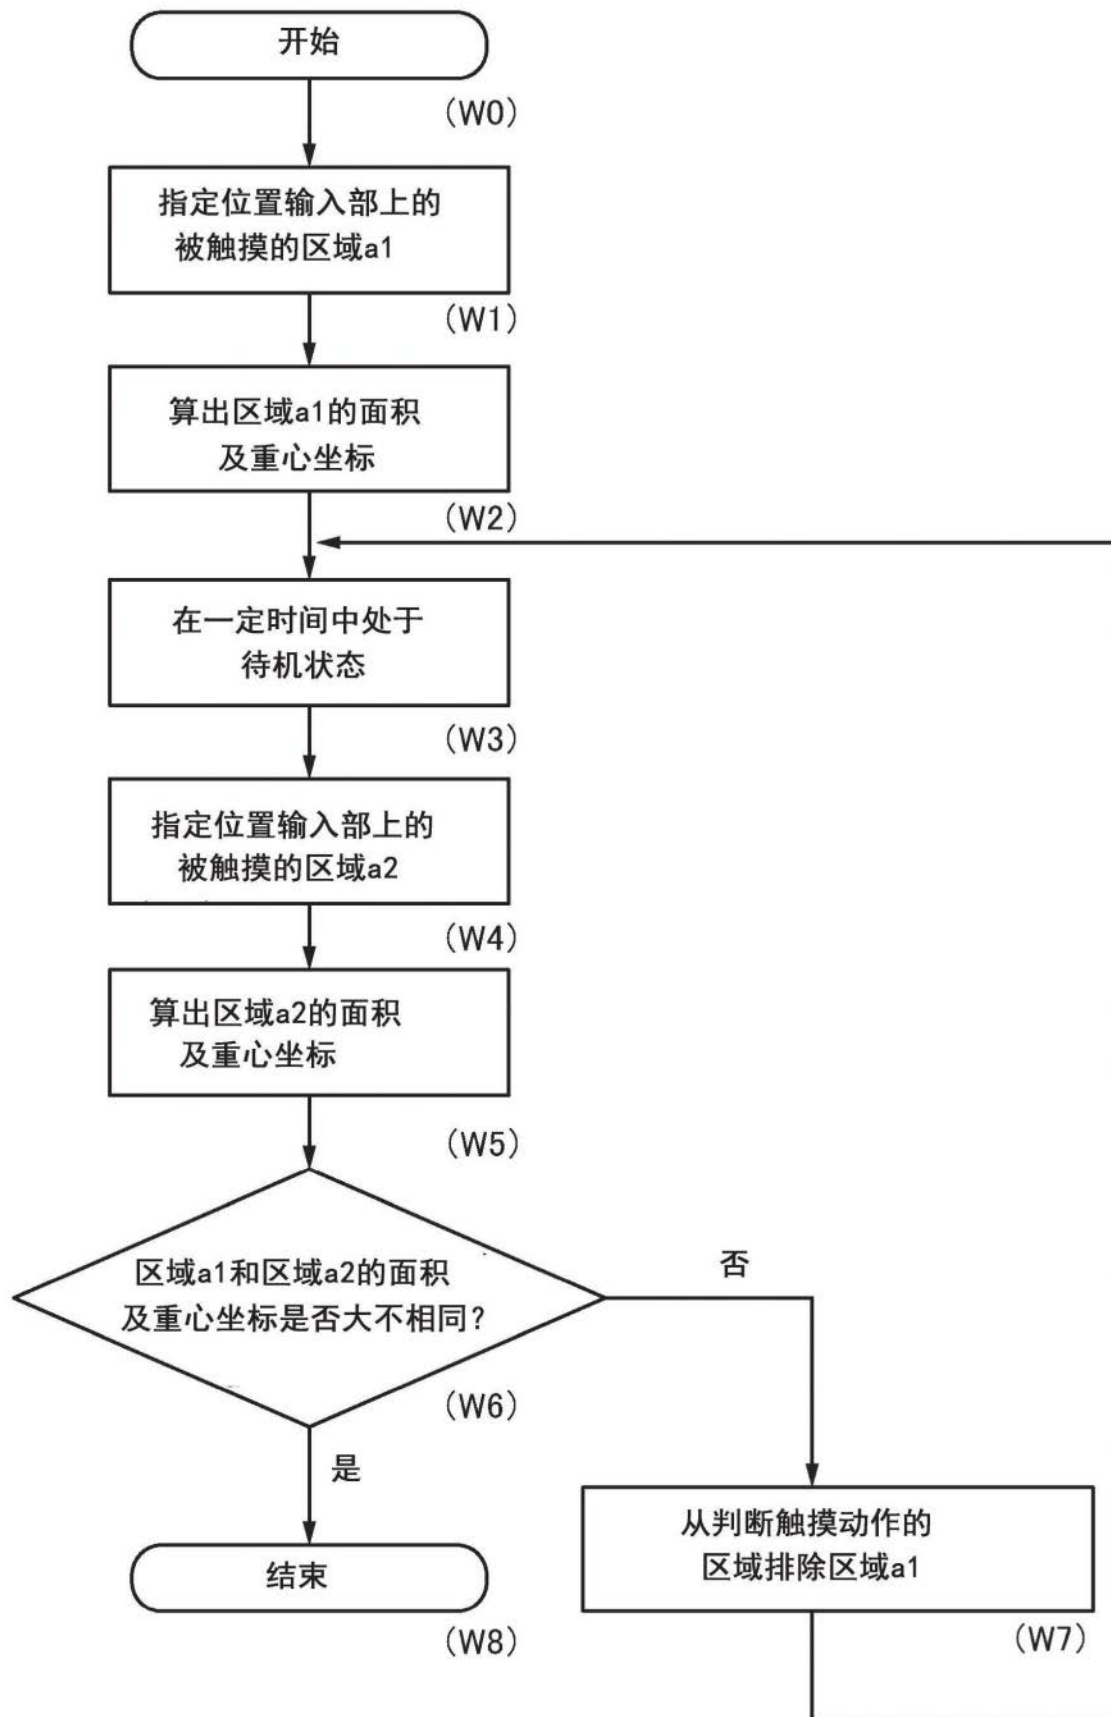 开始
(W0)
指定位置输入部上的
被触摸的区域a1
(W1)
算出区域a1的面积
及重心坐标
(W2)
在一定时间中处于
待机状态
(W3)
指定位置输入部上的
被触摸的区域a2
(W4)
算出区域a2的面积
及重心坐标
(W5)
区域a1和区域a2的面积
及重心坐标是否大不相同?
否
(W6)
是
从判断触摸动作的
区域排除区域a1
结束
(W7)
(W8)